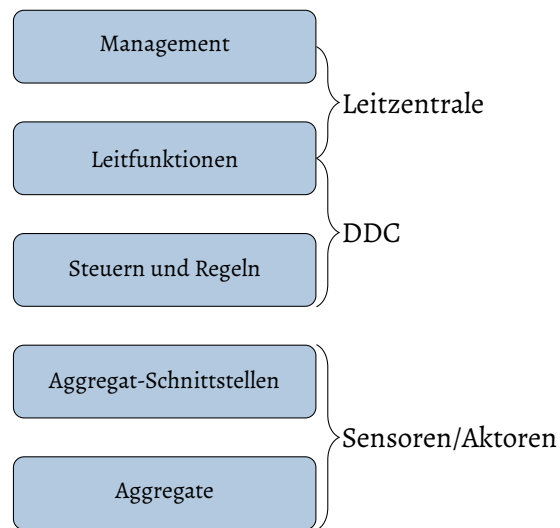 Management
Leitzentrale
Leitfunktionen
DDC
Steuern und Regeln
Aggregat-Schnittstellen
Sensoren/Aktoren
Aggregate